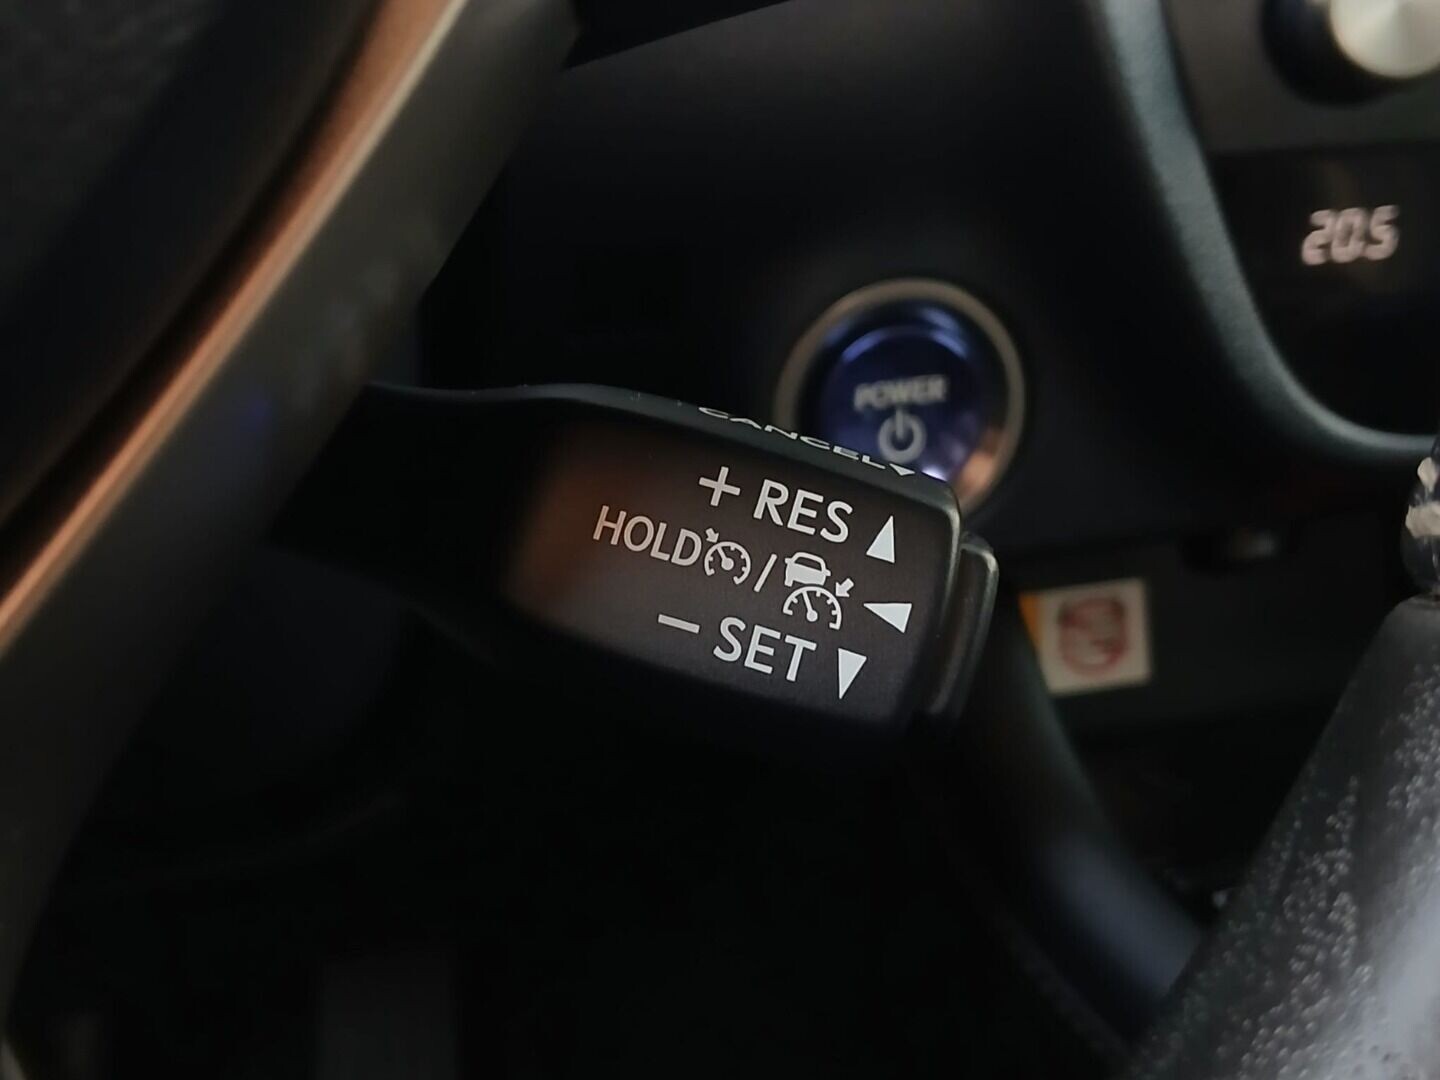 20.5
POWER
CANCEL
+ RES
HOLD /
− SET